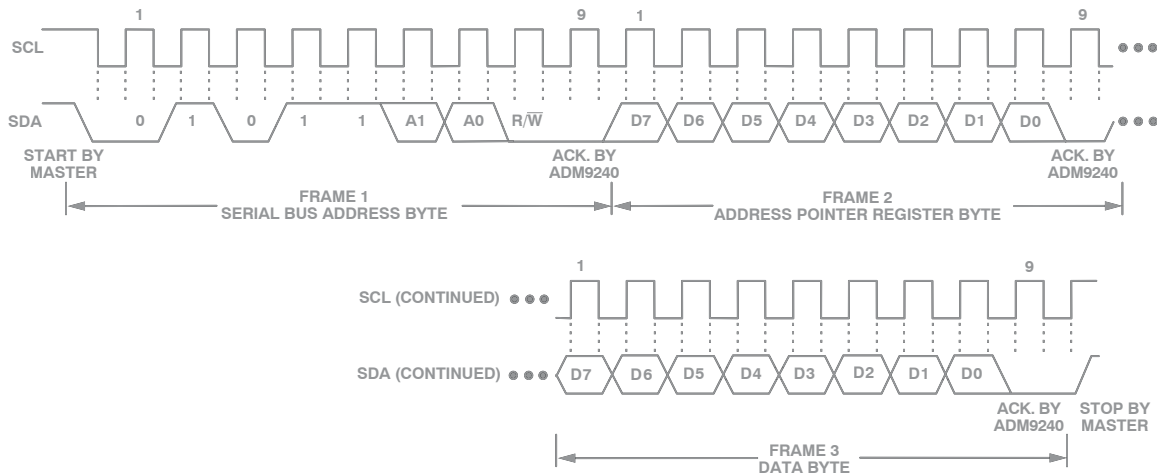 1 9 1 9
SCL
SDA 0 1 0 1 1 A1 A0 R/W̅ D7 D6 D5 D4 D3 D2 D1 D0
START BY
MASTER
ACK. BY
ADM9240
ACK. BY
ADM9240
FRAME 1
SERIAL BUS ADDRESS BYTE
FRAME 2
ADDRESS POINTER REGISTER BYTE
1 9
SCL (CONTINUED)
SDA (CONTINUED) D7 D6 D5 D4 D3 D2 D1 D0
ACK. BY
ADM9240
STOP BY
MASTER
FRAME 3
DATA BYTE